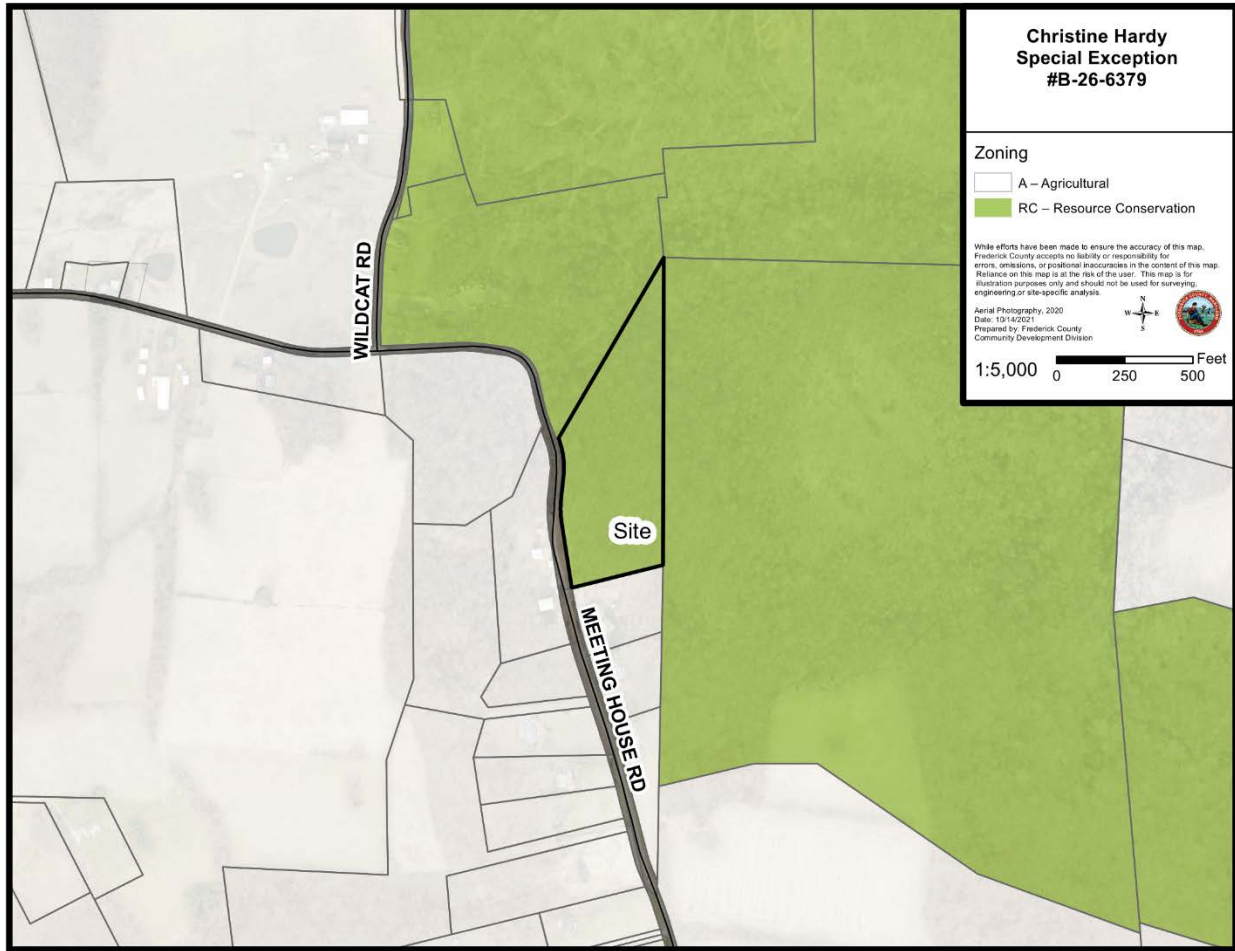 Christine Hardy
Special Exception
#B-26-6379
Zoning
A – Agricultural
RC – Resource Conservation
While efforts have been made to ensure the accuracy of this map,
Frederick County accepts no liability or responsibility for
errors, omissions, or positional inaccuracies in the content of this map.
Reliance on this map is at the risk of the user. This map is for
illustration purposes only and should not be used for surveying,
engineering,or site-specific analysis.
Aerial Photography, 2020
Date: 10/14/2021
Prepared by: Frederick County
Community Development Division
N
W E
S
1:5,000
Feet
0 250 500
WILDCAT RD
Site
MEETING HOUSE RD